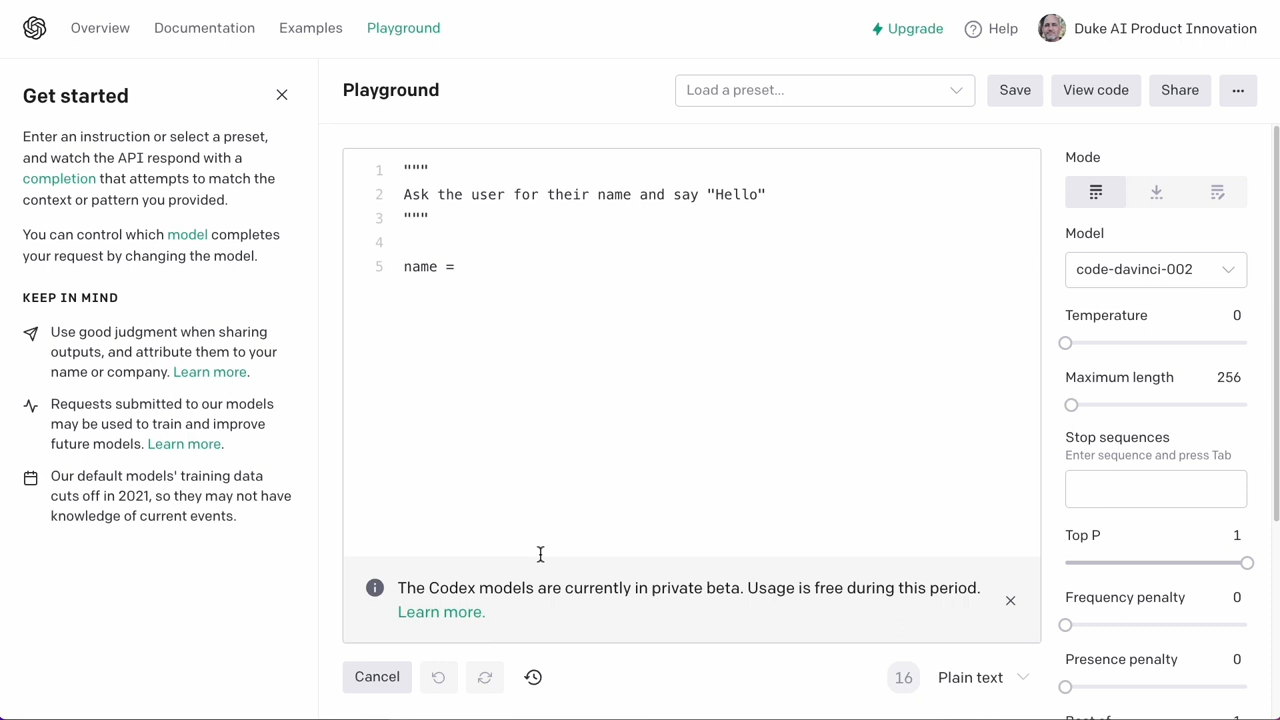 Overview Documentation Examples Playground Upgrade Help Duke AI Product Innovation
Get started
Enter an instruction or select a preset,
and watch the API respond with a
completion that attempts to match the
context or pattern you provided.
You can control which model completes
your request by changing the model.
KEEP IN MIND
Use good judgment when sharing
outputs, and attribute them to your
name or company. Learn more.
Requests submitted to our models
may be used to train and improve
future models. Learn more.
Our default models' training data
cuts off in 2021, so they may not have
knowledge of current events.
Playground
Load a preset...
Save
View code
Share
...
1 """
2 Ask the user for their name and say "Hello"
3 """
4
5 name =
The Codex models are currently in private beta. Usage is free during this period.
Learn more.
Cancel
16
Plain text
Mode
Model
code-davinci-002
Temperature 0
Maximum length 256
Stop sequences
Enter sequence and press Tab
Top P 1
Frequency penalty 0
Presence penalty 0